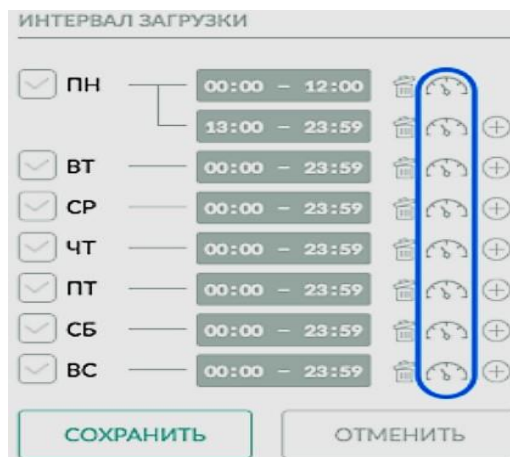 ИНТЕРВАЛ ЗАГРУЗКИ
ПН 00:00 – 12:00
13:00 – 23:59
ВТ 00:00 – 23:59
СР 00:00 – 23:59
ЧТ 00:00 – 23:59
ПТ 00:00 – 23:59
СБ 00:00 – 23:59
ВС 00:00 – 23:59
СОХРАНИТЬ ОТМЕНИТЬ